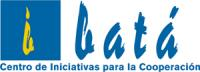 b batá
Centro de Iniciativas para la Cooperación